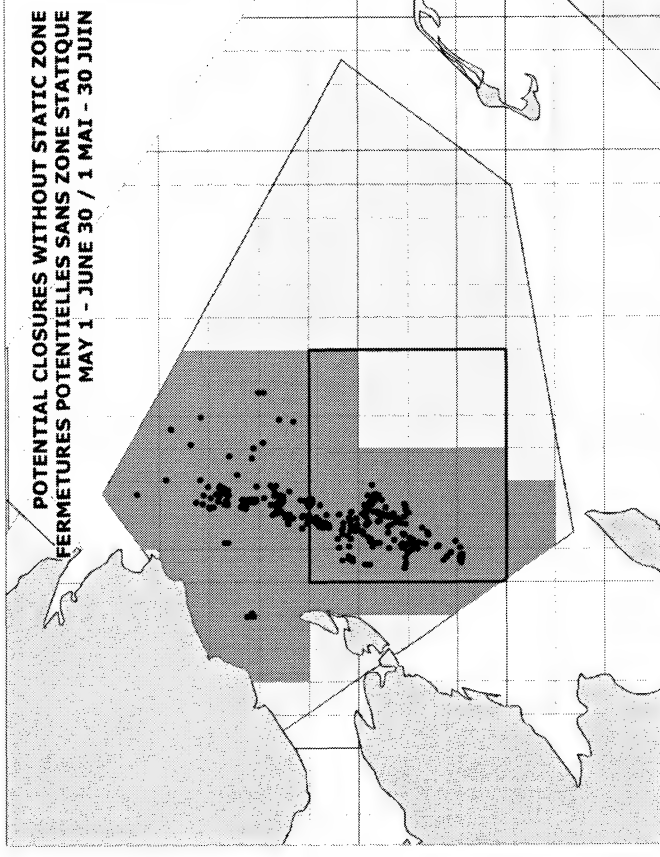 POTENTIAL CLOSURES WITHOUT STATIC ZONE
FERMETURES POTENTIELLES SANS ZONE STATIQUE
MAY 1 - JUNE 30 / 1 MAI - 30 JUIN